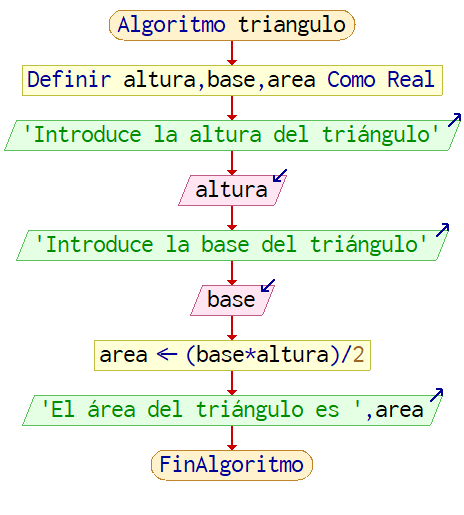 Algoritmo triangulo
Definir altura,base,area Como Real
'Introduce la altura del triángulo'
altura
'Introduce la base del triángulo'
base
area ← (base*altura)/2
'El área del triángulo es ',area
FinAlgoritmo